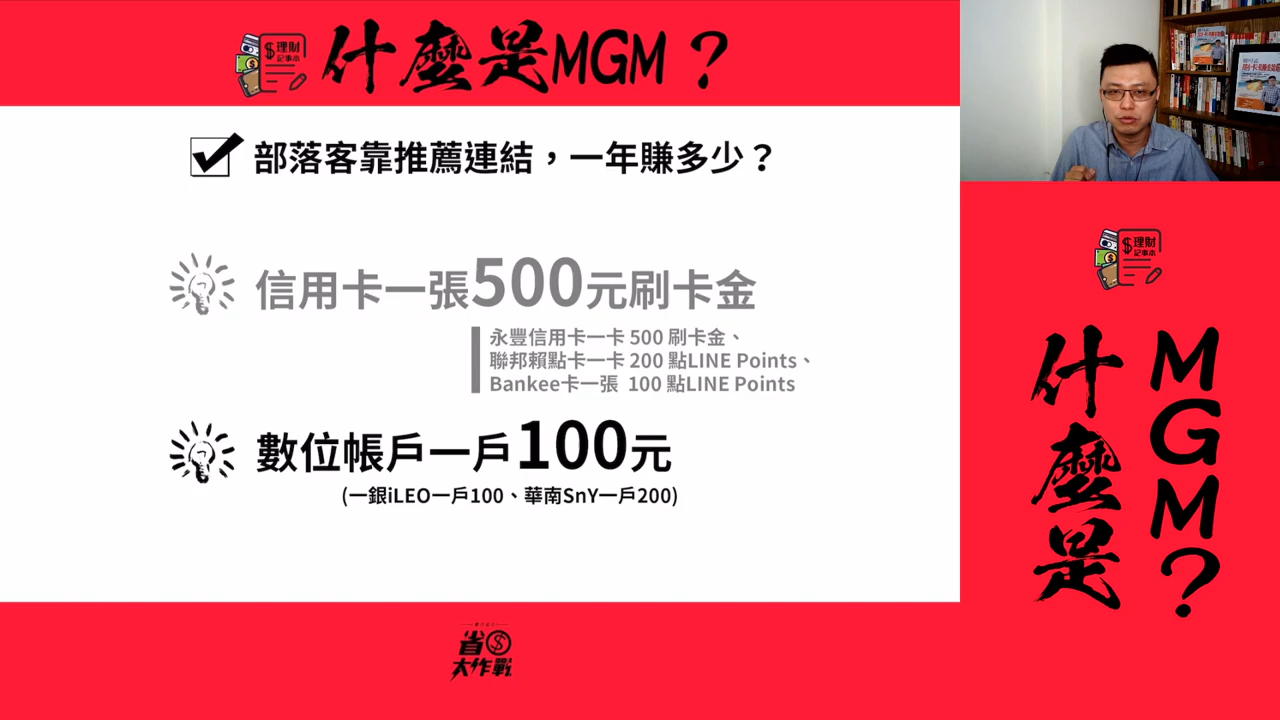 理財
記事本
什麼是MGM？
部落客靠推薦連結，一年賺多少？
信用卡一張500元刷卡金
永豐信用卡一卡 500 刷卡金、
聯邦賴點卡一卡 200 點LINE Points、
Bankee卡一張 100 點LINE Points
數位帳戶一戶100元
(一銀iLEO一戶100、華南SnY一戶200)
省$
大作戰
理財
記事本
什麼是
MGM?